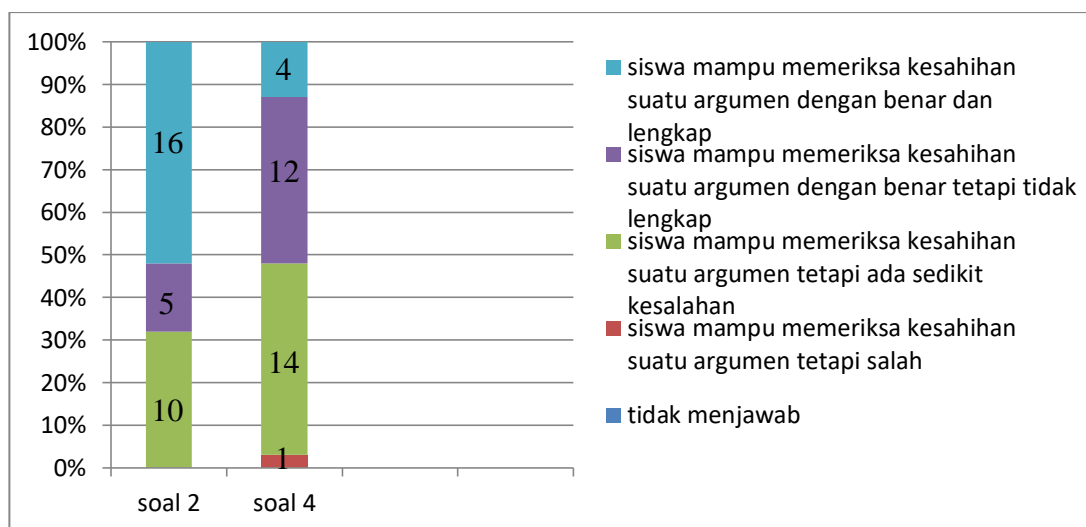 100%
90%
80%
70%
60%
50%
40%
30%
20%
10%
0%
16
5
10
4
12
14
1
soal 2
soal 4
siswa mampu memeriksa kesahihan
suatu argumen dengan benar dan
lengkap
siswa mampu memeriksa kesahihan
suatu argumen dengan benar tetapi tidak
lengkap
siswa mampu memeriksa kesahihan
suatu argumen tetapi ada sedikit
kesalahan
siswa mampu memeriksa kesahihan
suatu argumen tetapi salah
tidak menjawab